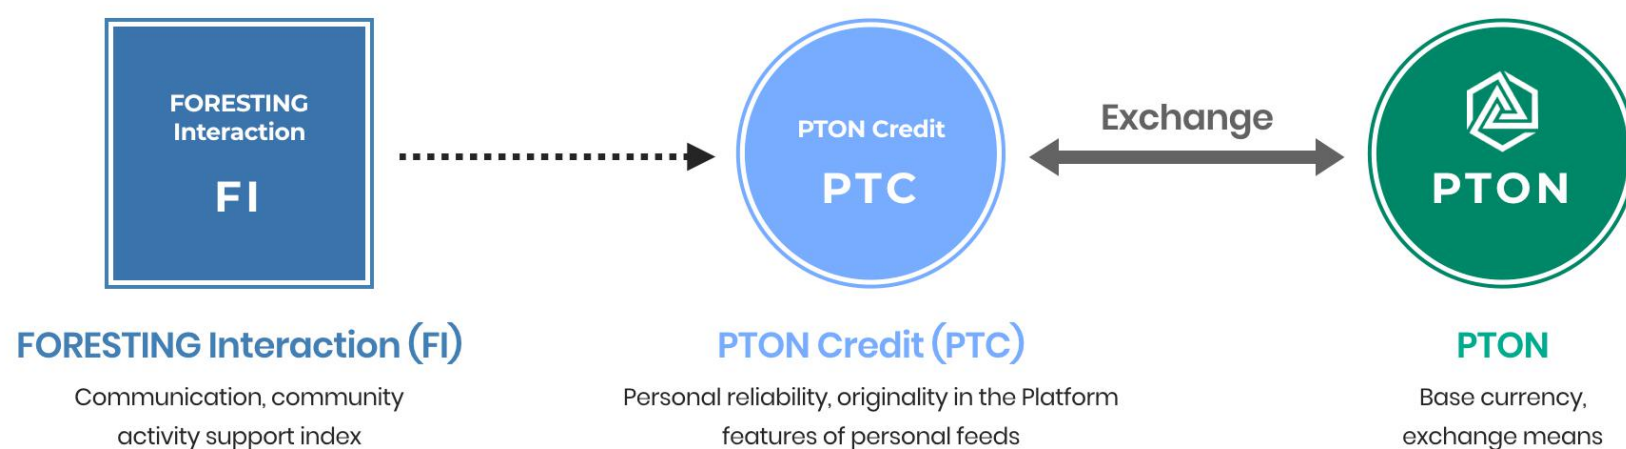 FORESTING
Interaction
FI
PTON Credit
PTC
Exchange
PTON
FORESTING Interaction (FI)
Communication, community
activity support index
PTON Credit (PTC)
Personal reliability, originality in the Platform
features of personal feeds
PTON
Base currency,
exchange means